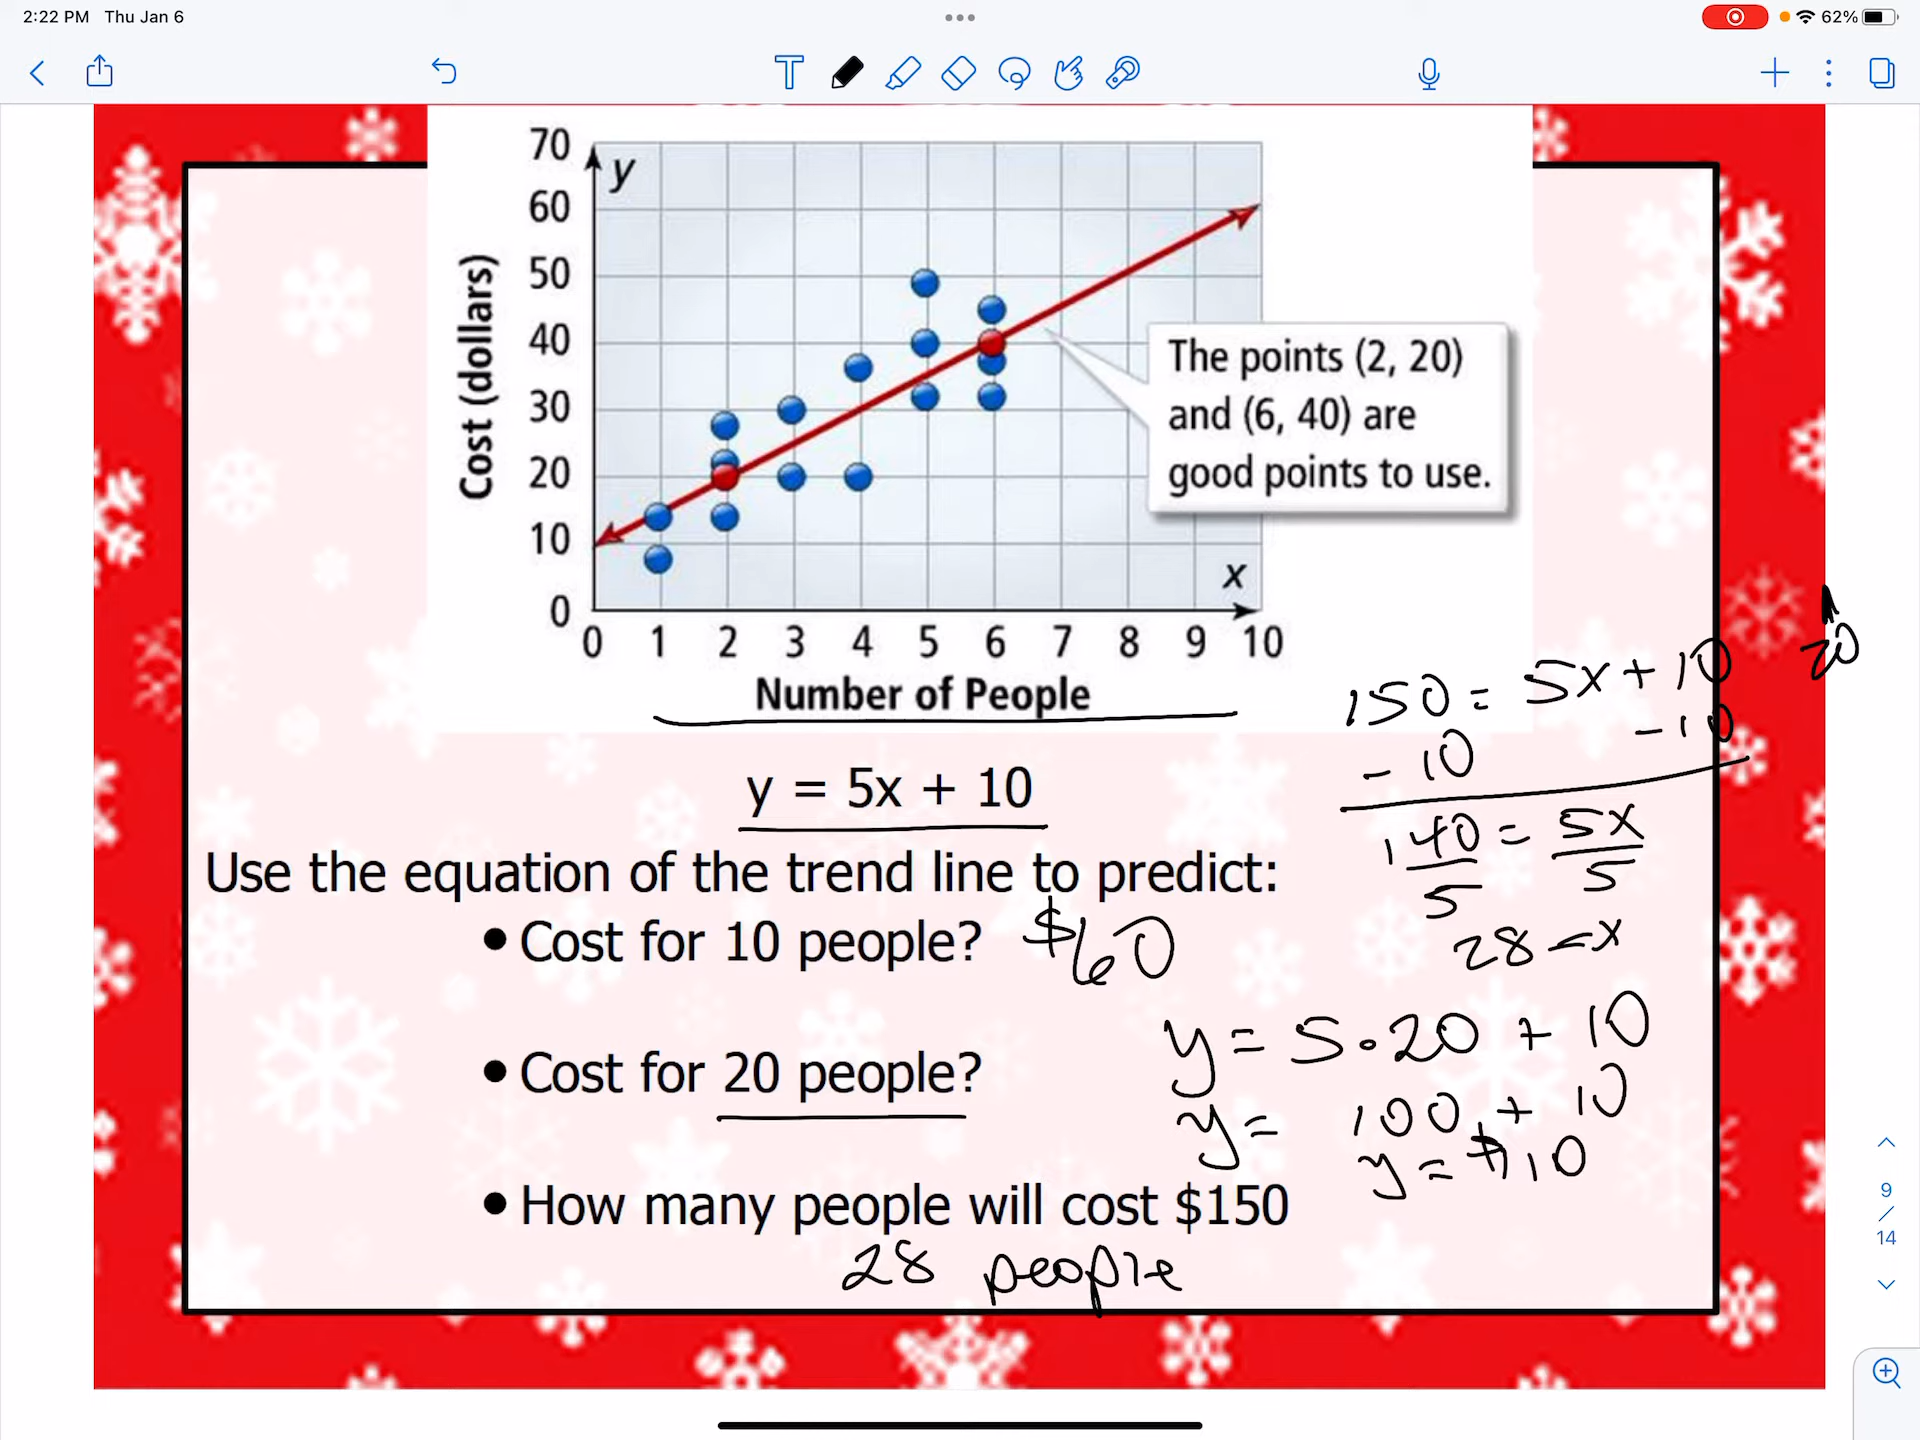 2:22 PM Thu Jan 6
62%
T
70
60
50
40
30
20
10
0
y
x
Cost (dollars)
0 1 2 3 4 5 6 7 8 9 10
Number of People
The points (2, 20)
and (6, 40) are
good points to use.
20
150 = 5x + 10
- 10 - 10
140 = 5x
5 5
28 = x
y = 5x + 10
Use the equation of the trend line to predict:
• Cost for 10 people? $60
y = 5 • 20 + 10
• Cost for 20 people?
y = 100 + 10
y = $110
• How many people will cost $150
28 people
9
/
14